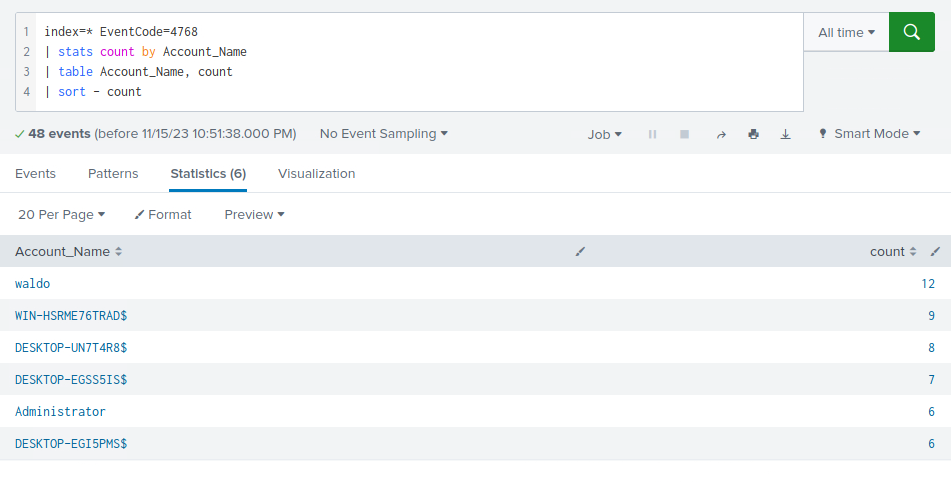 1 index=* EventCode=4768
All time
2 | stats count by Account_Name
3 | table Account_Name, count
4 | sort - count
✓ 48 events (before 11/15/23 10:51:38.000 PM) No Event Sampling Job Smart Mode
Events Patterns Statistics (6) Visualization
20 Per Page Format Preview
Account_Name count
waldo 12
WIN-HSRME76TRAD$ 9
DESKTOP-UN7T4R8$ 8
DESKTOP-EGSS5IS$ 7
Administrator 6
DESKTOP-EGI5PMS$ 6